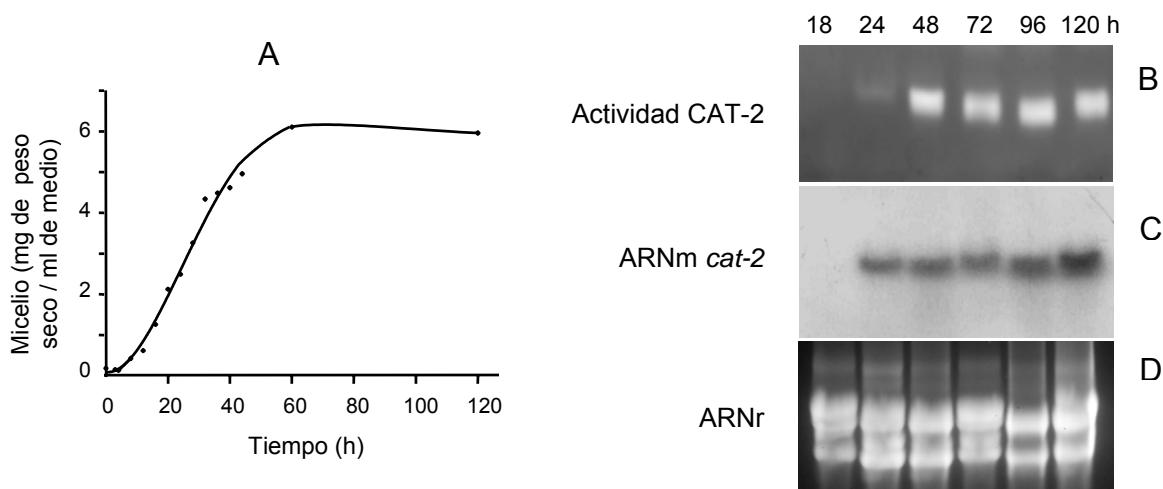 A
Micelio (mg de peso
seco / ml de medio)
6
4
2
0
0 20 40 60 80 100 120
Tiempo (h)
18 24 48 72 96 120 h
Actividad CAT-2
B
ARNm cat-2
C
ARNr
D